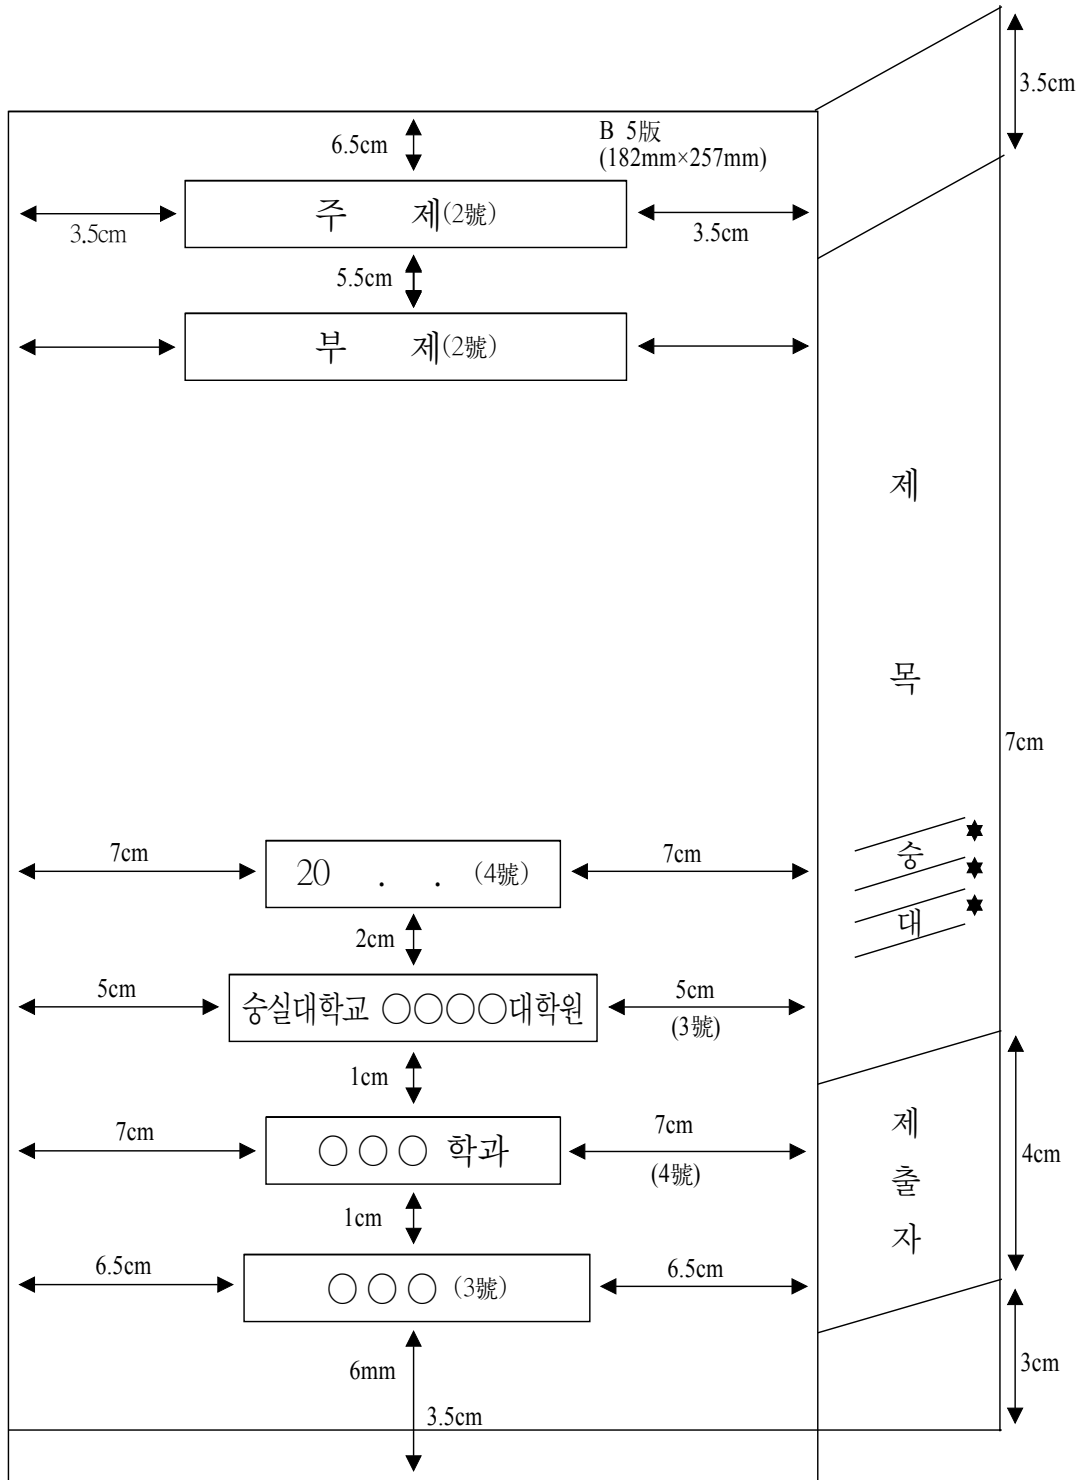 3.5cm
6.5cm
B 5版
(182mm×257mm)
주 제(2號)
3.5cm
3.5cm
5.5cm
부 제(2號)
제
목
7cm
7cm
20 . . (4號)
7cm
숭
대
2cm
5cm
숭실대학교 ○○○○대학원
5cm
(3號)
1cm
7cm
○○○ 학과
7cm
(4號)
제
출
자
4cm
1cm
6.5cm
○○○ (3號)
6.5cm
6mm
3cm
3.5cm